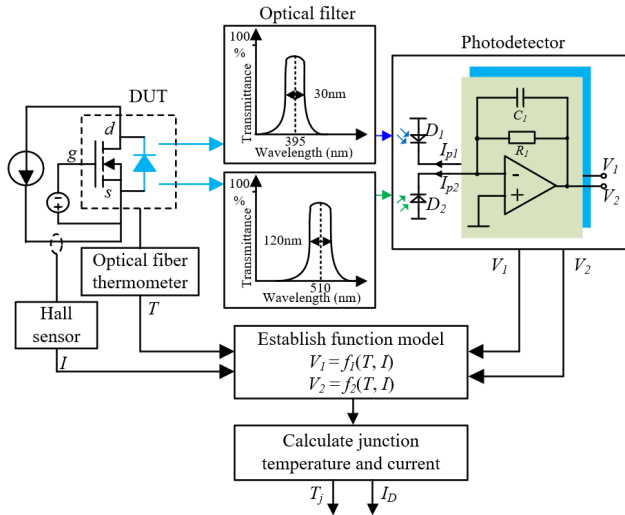 Optical filter
Photodetector
DUT
d
g
s
100
%
Transmittance
30nm
395
Wavelength (nm)
100
%
Transmittance
120nm
510
Wavelength (nm)
D1
Ip1
Ip2
D2
C1
R1
-
+
V1
V2
Optical fiber
thermometer
Hall
sensor
T
I
V1
V2
Establish function model
V1 = f1(T, I)
V2 = f2(T, I)
Calculate junction
temperature and current
Tj
ID